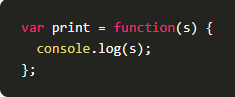 var print = function(s) {
  console.log(s);
};